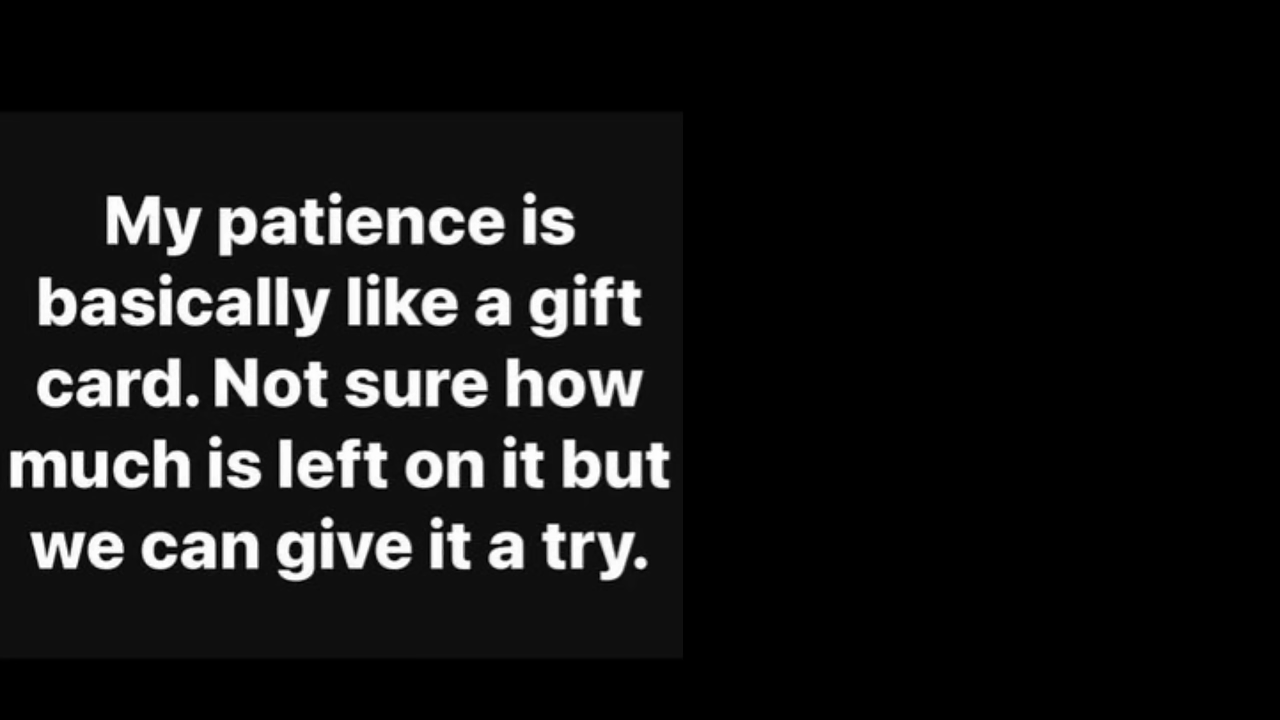 My patience is
basically like a gift
card. Not sure how
much is left on it but
we can give it a try.